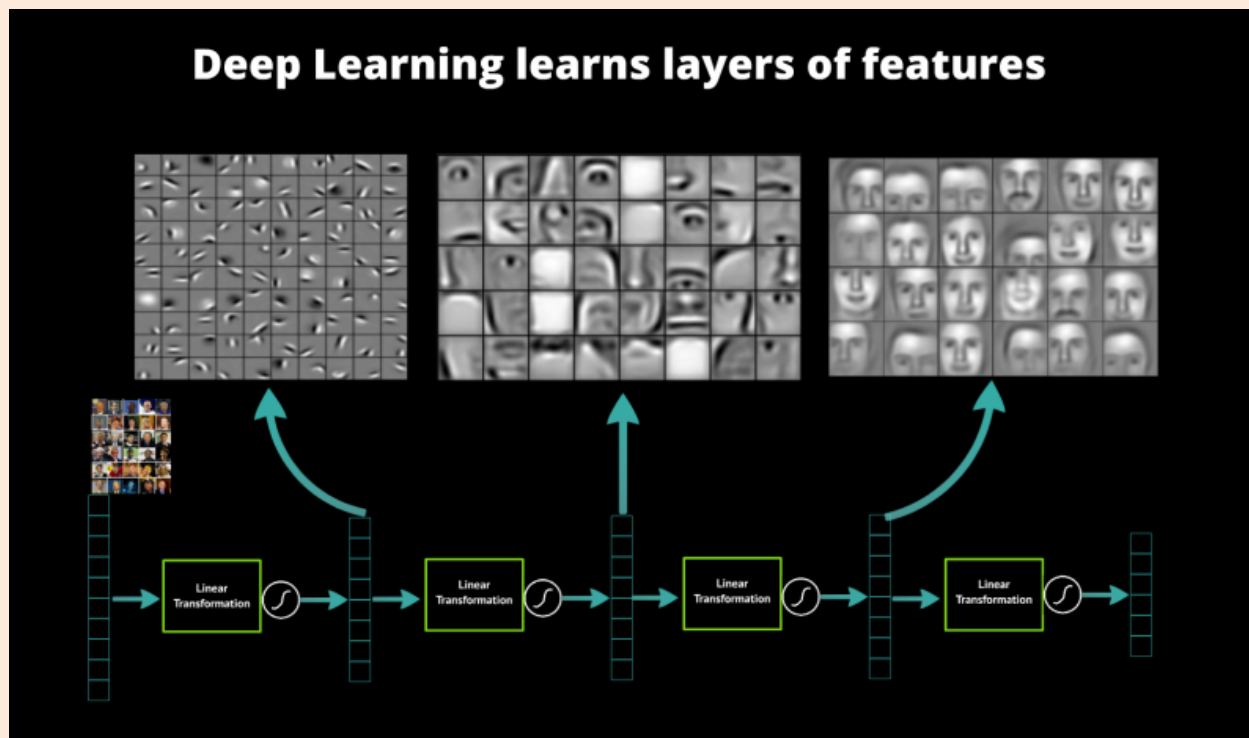 Deep Learning learns layers of features
Linear
Transformation
Linear
Transformation
Linear
Transformation
Linear
Transformation